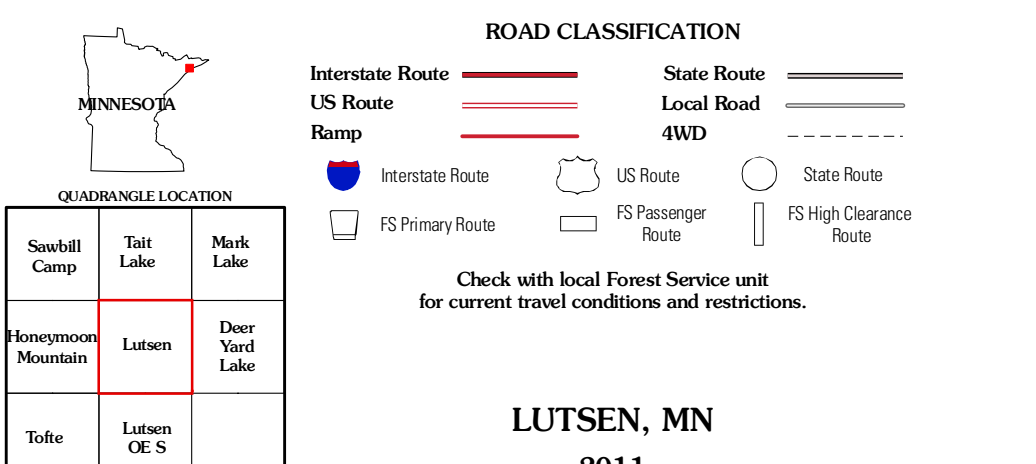 ROAD CLASSIFICATION
Interstate Route
State Route
US Route
Local Road
Ramp
4WD
MINNESOTA
QUADRANGLE LOCATION
Interstate Route
US Route
State Route
FS Primary Route
FS Passenger
Route
FS High Clearance
Route
Check with local Forest Service unit
for current travel conditions and restrictions.
Sawbill
Camp
Tait
Lake
Mark
Lake
Honeymoon
Mountain
Lutsen
Deer
Yard
Lake
Tofte
Lutsen
OE S
LUTSEN, MN
2011